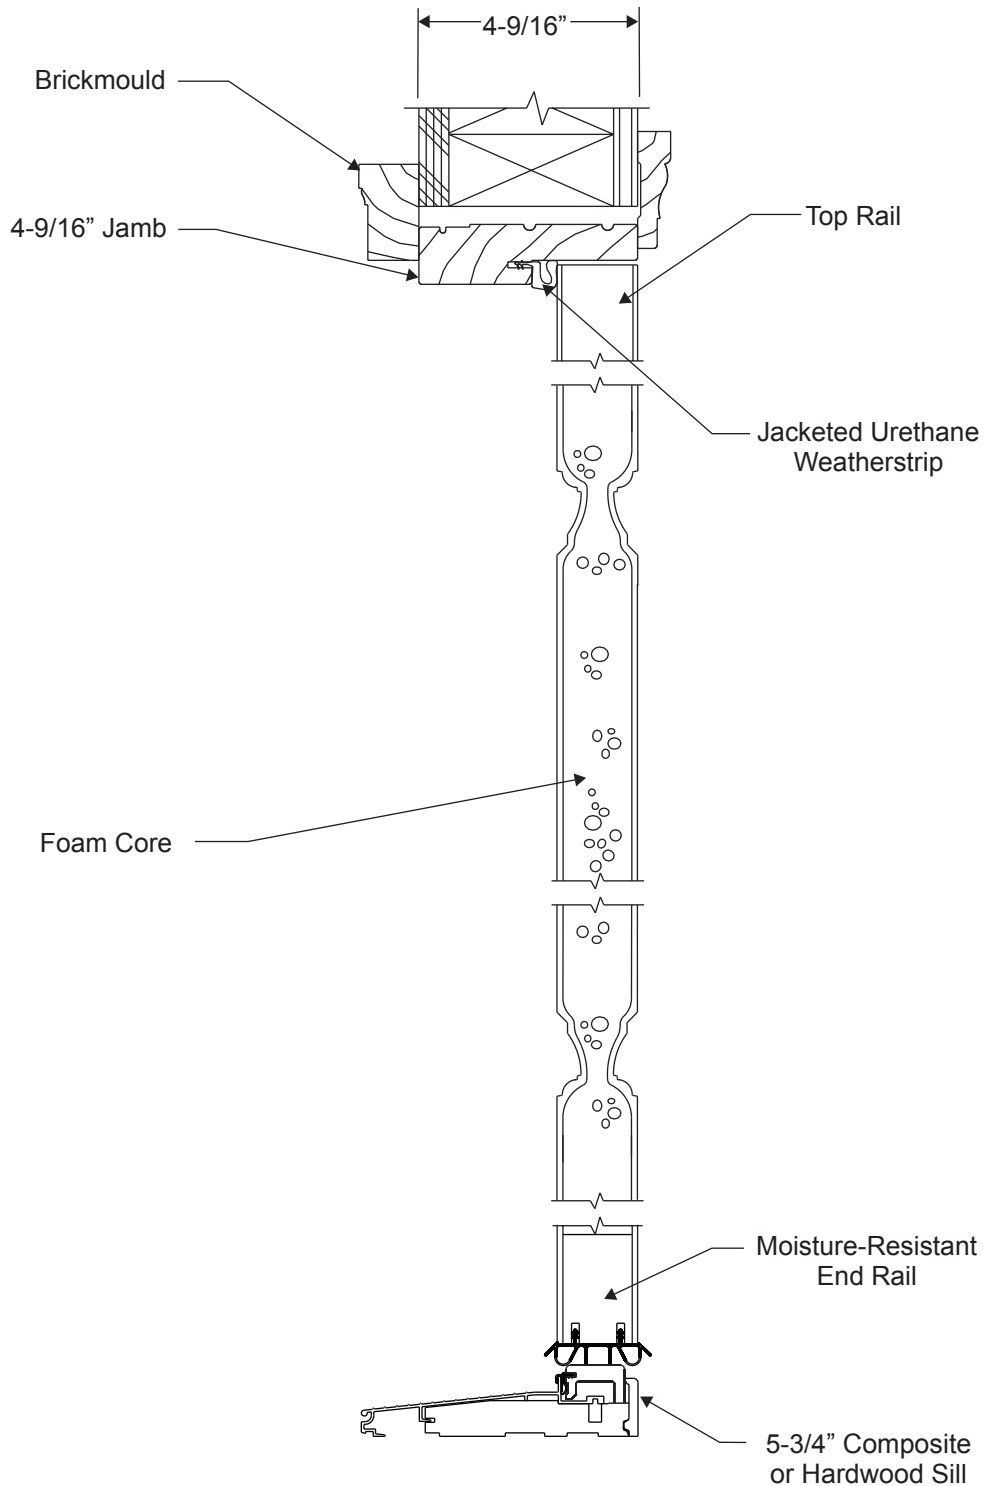 4-9/16”
Brickmould
4-9/16” Jamb
Top Rail
Jacketed Urethane
Weatherstrip
Foam Core
Moisture-Resistant
End Rail
5-3/4” Composite
or Hardwood Sill